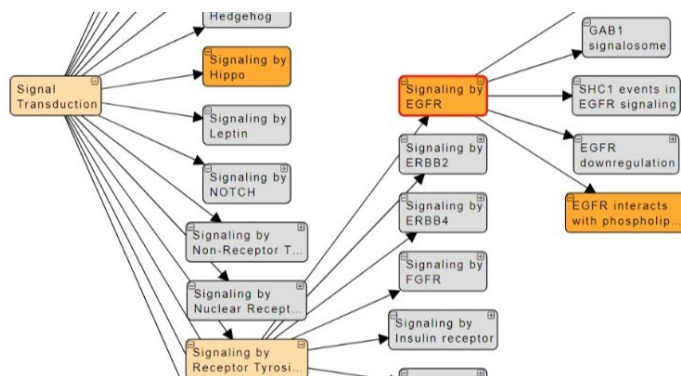 Hedgehog
Signaling by
Hippo
Signal
Transduction
Signaling by
Leptin
Signaling by
NOTCH
Signaling by
Non-Receptor T...
Signaling by
Nuclear Recept...
Signaling by
Receptor Tyrosi...
Signaling by
EGFR
Signaling by
ERBB2
Signaling by
ERBB4
Signaling by
FGFR
Signaling by
Insulin receptor
GAB1
signalosome
SHC1 events in
EGFR signaling
EGFR
downregulation
EGFR interacts
with phospholip...